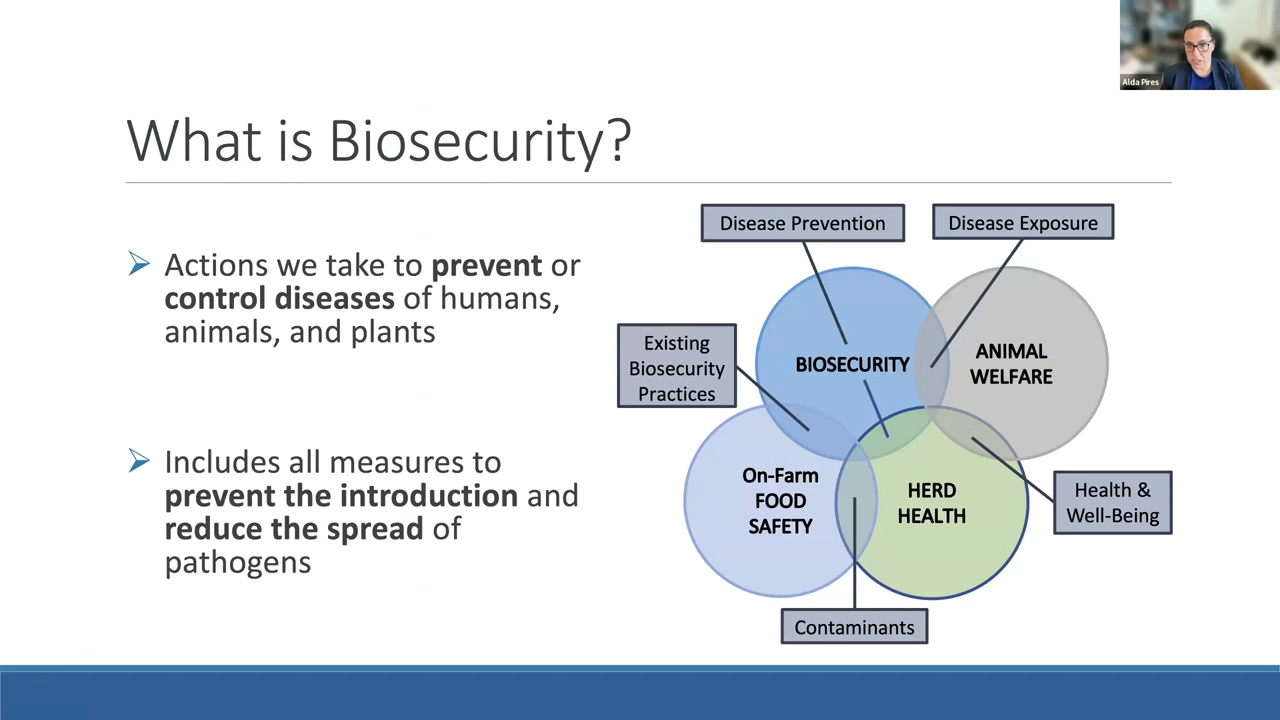 Alda Pires
What is Biosecurity?
Actions we take to prevent or
control diseases of humans,
animals, and plants
Includes all measures to
prevent the introduction and
reduce the spread of
pathogens
Disease Prevention
Disease Exposure
Existing
Biosecurity
Practices
BIOSECURITY
ANIMAL
WELFARE
On-Farm
FOOD
SAFETY
HERD
HEALTH
Health &
Well-Being
Contaminants